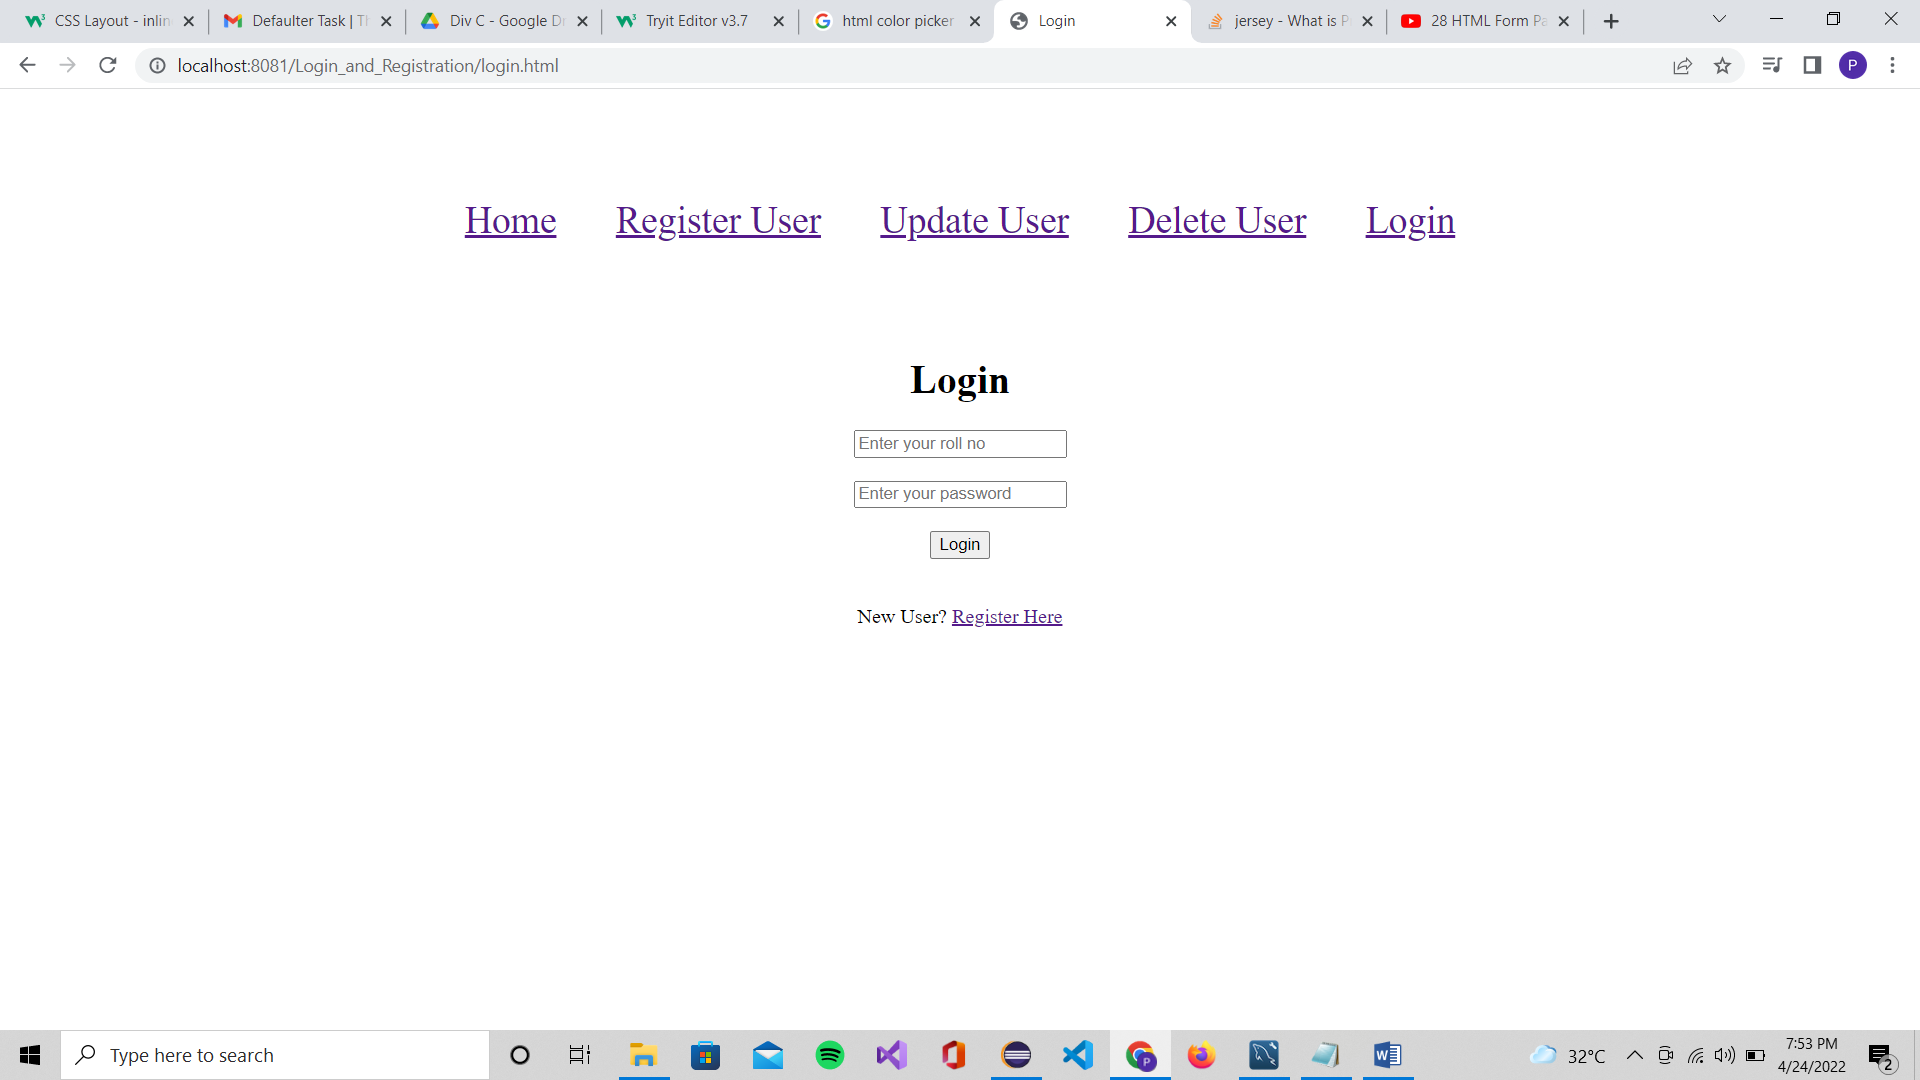 CSS Layout - inlin
Defaulter Task | Th
Div C - Google Dr
Tryit Editor v3.7
html color picker
Login
jersey - What is P
28 HTML Form Pa
localhost:8081/Login_and_Registration/login.html
P
Home Register User Update User Delete User Login
Login
Enter your roll no
Enter your password
Login
New User? Register Here
Type here to search
32°C
7:53 PM
4/24/2022
2